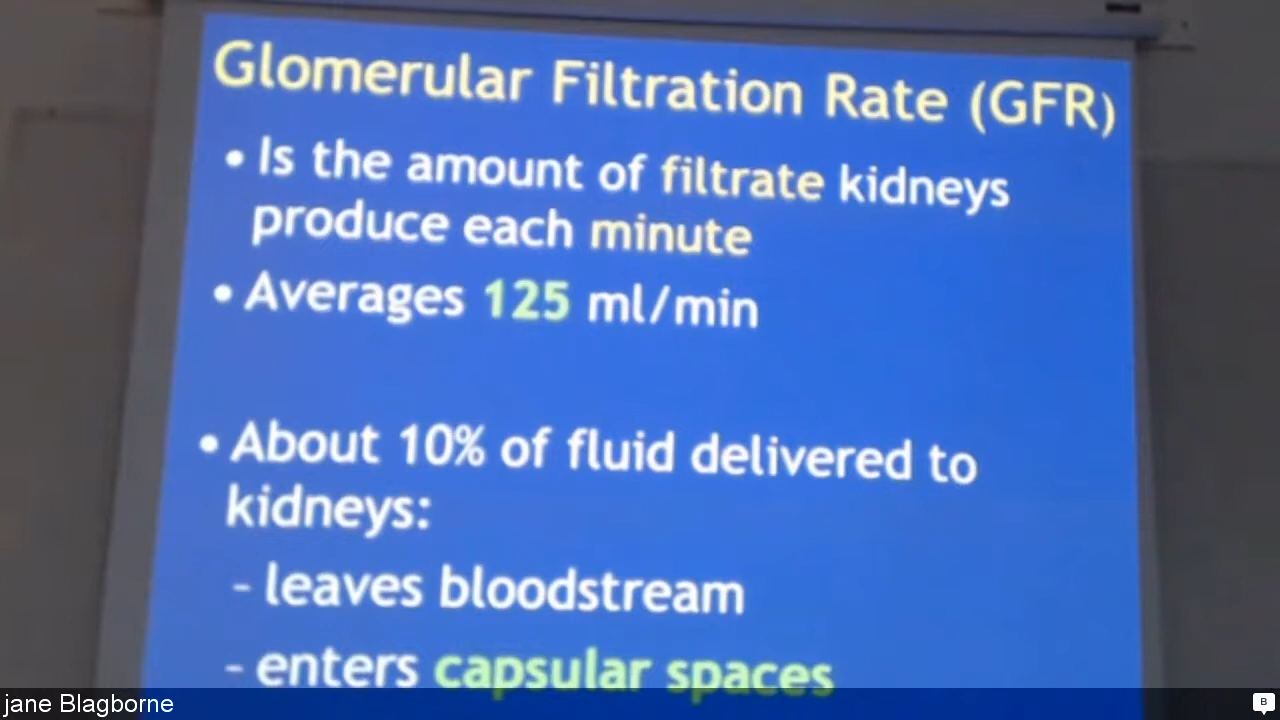 Glomerular Filtration Rate (GFR)
• Is the amount of filtrate kidneys
produce each minute
• Averages 125 ml/min
• About 10% of fluid delivered to
kidneys:
– leaves bloodstream
– enters capsular spaces
jane Blagborne
B